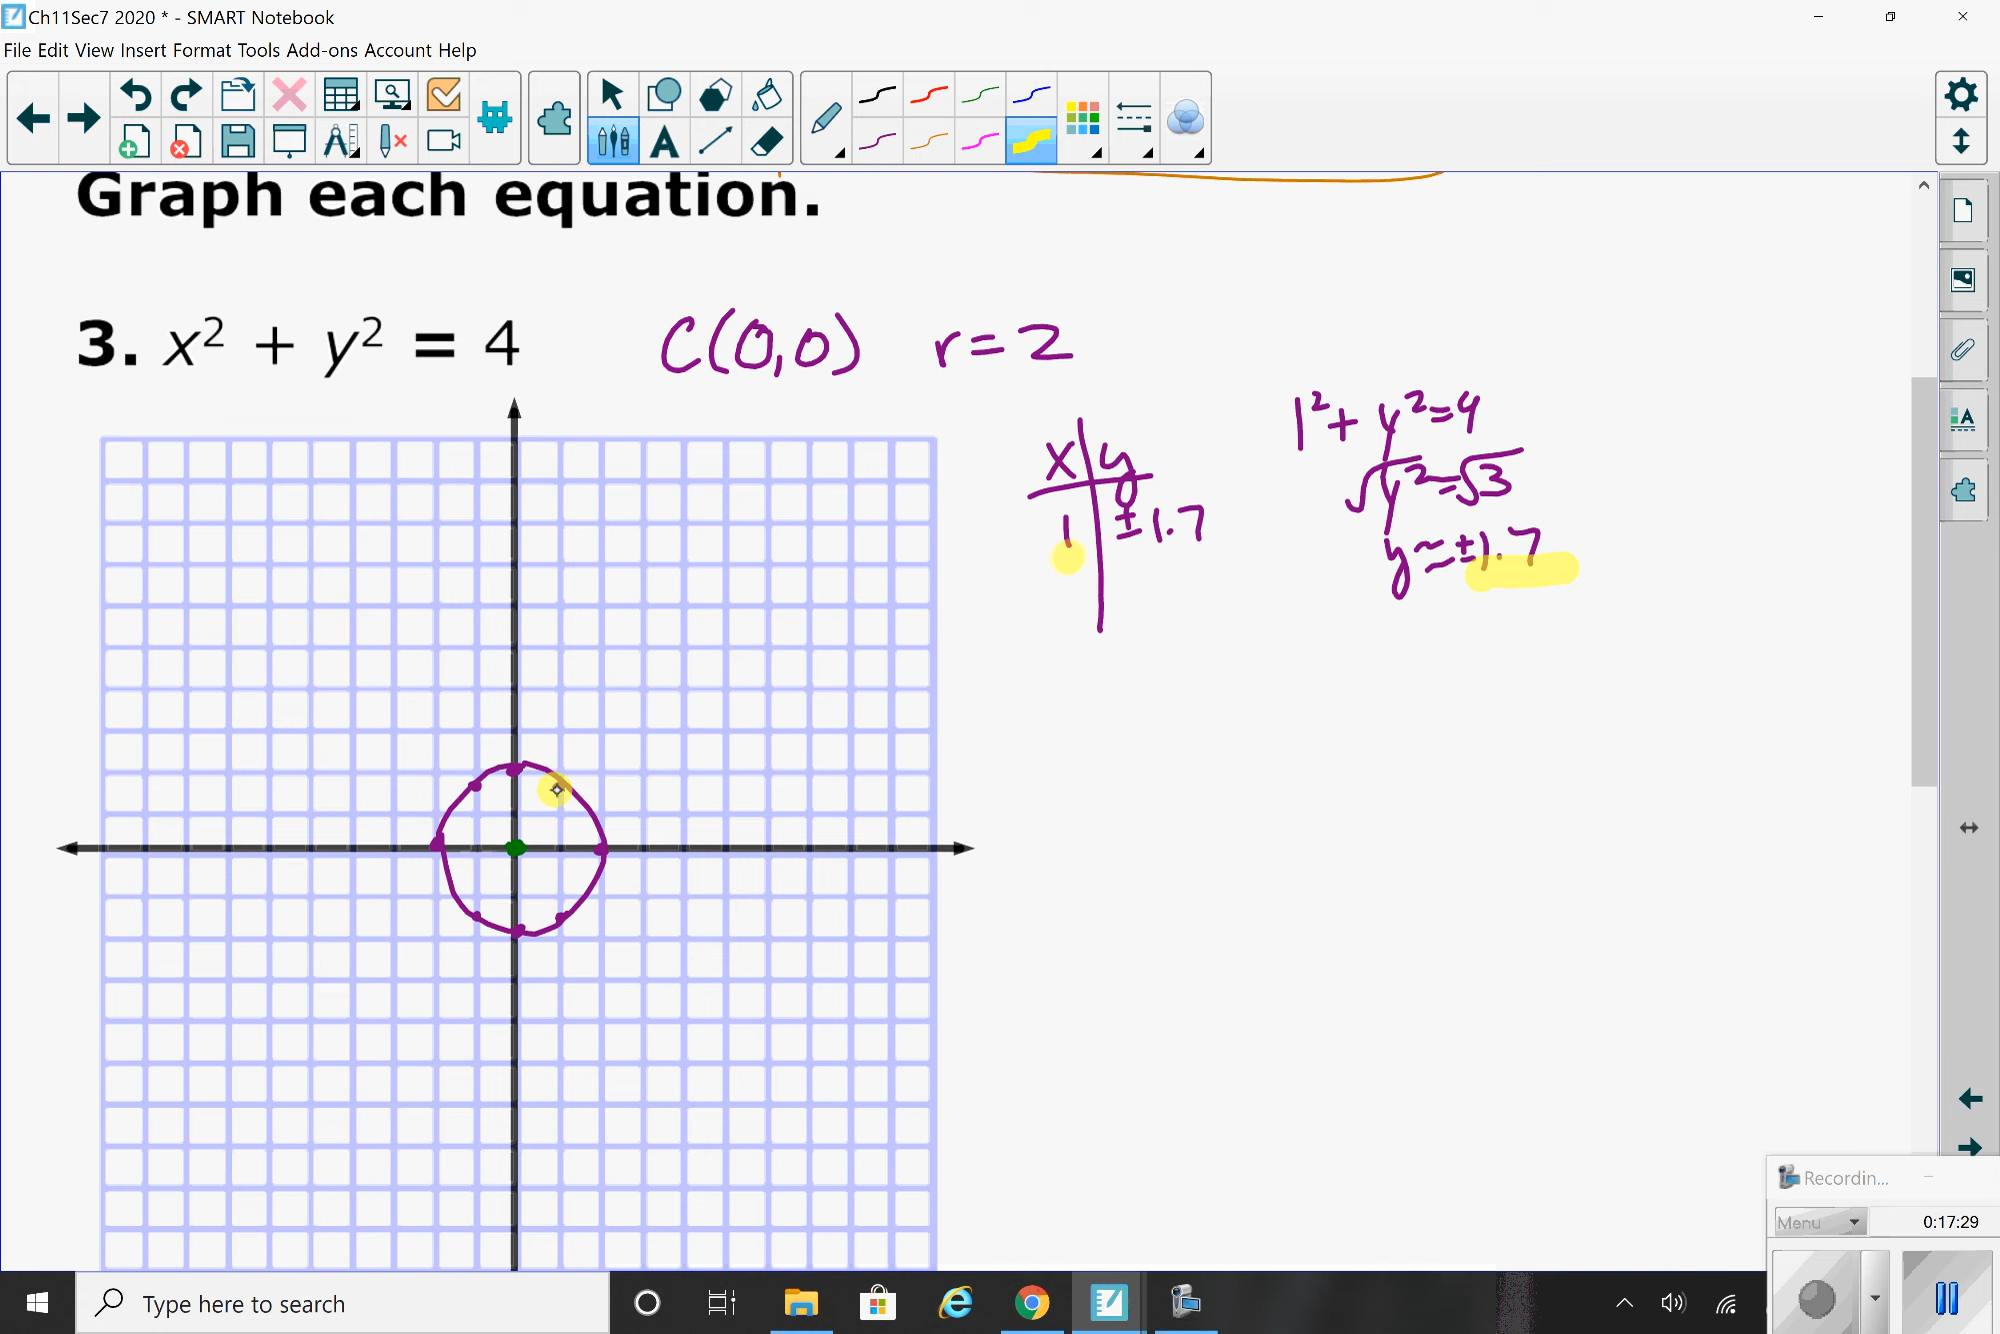 Ch11Sec7 2020 * - SMART Notebook
File Edit View Insert Format Tools Add-ons Account Help
Graph each equation.
3. x² + y² = 4
C(0,0) r=2
1² + y² = 4
x y
√y² = √3
1 ±1.7
y ≈ ±1.7
Recordin...
Menu 0:17:29
Type here to search